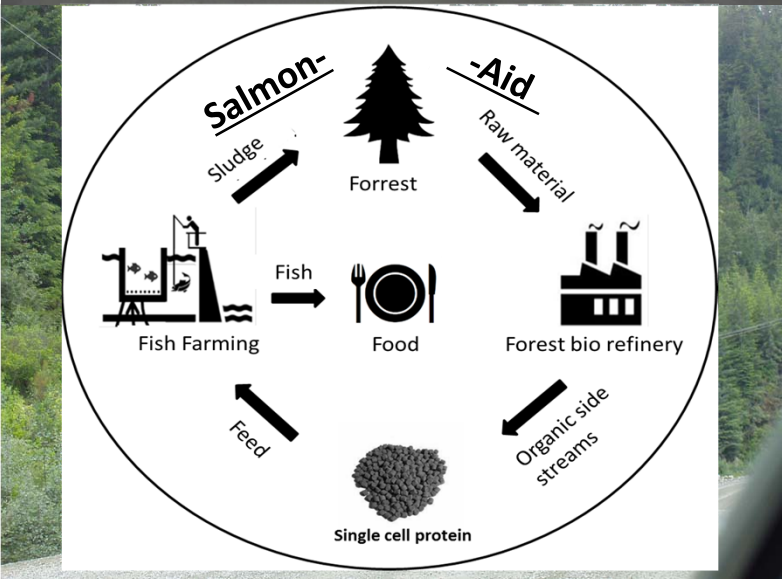 Salmon-
-Aid
Sludge
Raw material
Forrest
Fish
Fish Farming
Food
Forest bio refinery
Feed
Organic side
streams
Single cell protein